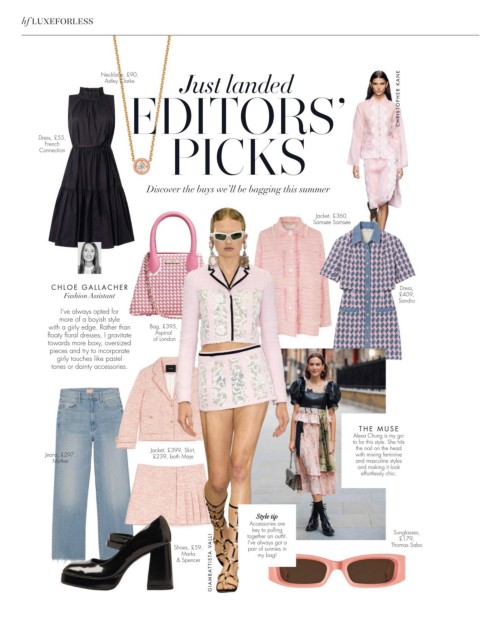 hf LUXEFORLESS
Necklace, £90,
Astley Clarke
Just landed
EDITORS'
PICKS
Discover the buys we'll be bagging this summer
CHRISTOPHER KANE
Dress, £55,
French
Connection
CHLOE GALLACHER
Fashion Assistant
I've always opted for
more of a boyish style
with a girly edge. Rather than
floaty floral dresses, I gravitate
towards more boxy, oversized
pieces and try to incorporate
girly touches like pastel
tones or dainty accessories.
Bag, £395,
Aspinal
of London
Jacket, £360,
Samsøe Samsøe
Dress,
£409,
Sandro
Jeans, £297
Mother
Jacket, £399, Skirt,
£239, both Maje
THE MUSE
Alexa Chung is my go
to for this style. She hits
the nail on the head
with mixing feminine
and masculine styles
and making it look
effortlessly chic.
Style tip
Accessories are
key to pulling
together an outfit.
I've always got a
pair of sunnies in
my bag!
Shoes, £59,
Marks
& Spencer
GIAMBATTISTA VALLI
Sunglasses,
£179,
Thomas Sabo